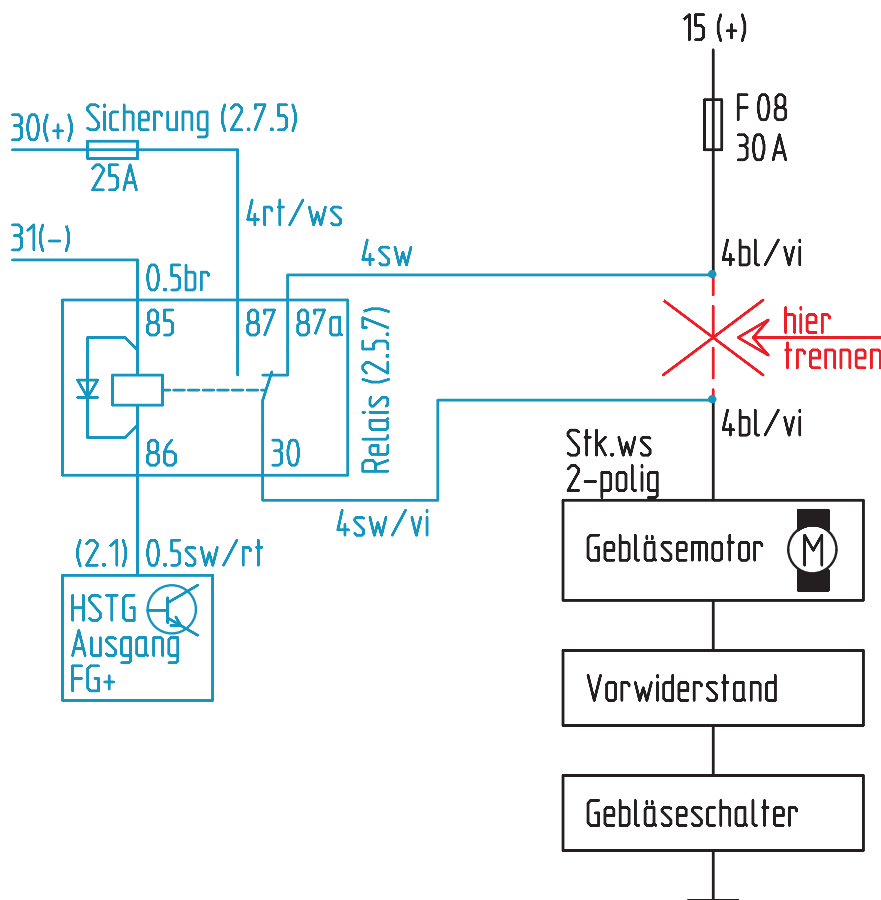 15 (+)
F 08
30 A
30(+)
Sicherung (2.7.5)
25A
4rt/ws
31(-)
4sw
4bl/vi
0.5br
85
87
87a
Relais (2.5.7)
hier
trennen
86
30
4bl/vi
Stk.ws
2-polig
4sw/vi
Gebläsemotor
M
(2.1)
0.5sw/rt
HSTG
Ausgang
FG+
Vorwiderstand
Gebläseschalter